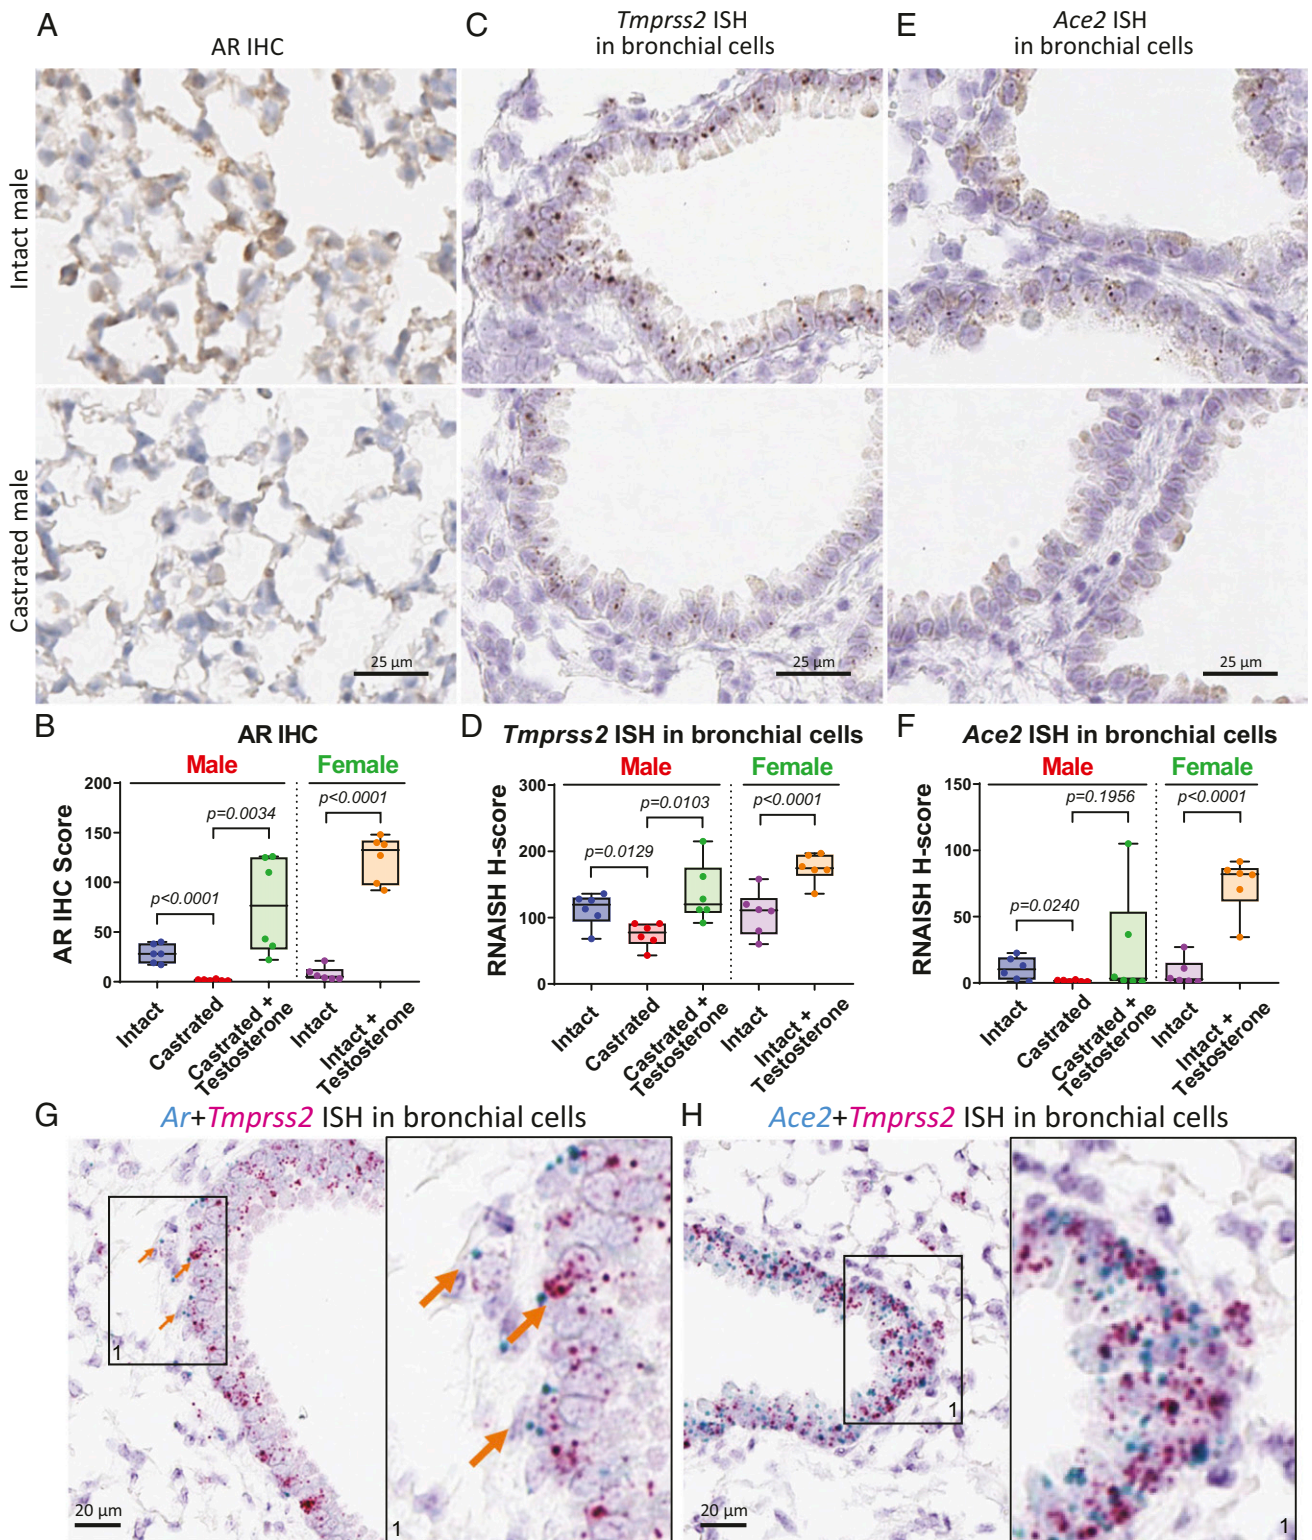 A
AR IHC
C
Tmprss2 ISH
in bronchial cells
E
Ace2 ISH
in bronchial cells
Intact male
Castrated male
25 µm
25 µm
25 µm
B
AR IHC
Male
Female
AR IHC Score
200
150
100
50
0
p<0.0001
p=0.0034
p<0.0001
Intact
Castrated
Castrated +
Testosterone
Intact
Intact +
Testosterone
D
Tmprss2 ISH in bronchial cells
Male
Female
RNAISH H-score
300
200
100
0
p=0.0129
p=0.0103
p<0.0001
Intact
Castrated
Castrated +
Testosterone
Intact
Intact +
Testosterone
F
Ace2 ISH in bronchial cells
Male
Female
RNAISH H-score
150
100
50
0
p=0.0240
p=0.1956
p<0.0001
Intact
Castrated
Castrated +
Testosterone
Intact
Intact +
Testosterone
G
Ar+Tmprss2 ISH in bronchial cells
1
20 µm
1
H
Ace2+Tmprss2 ISH in bronchial cells
1
20 µm
1